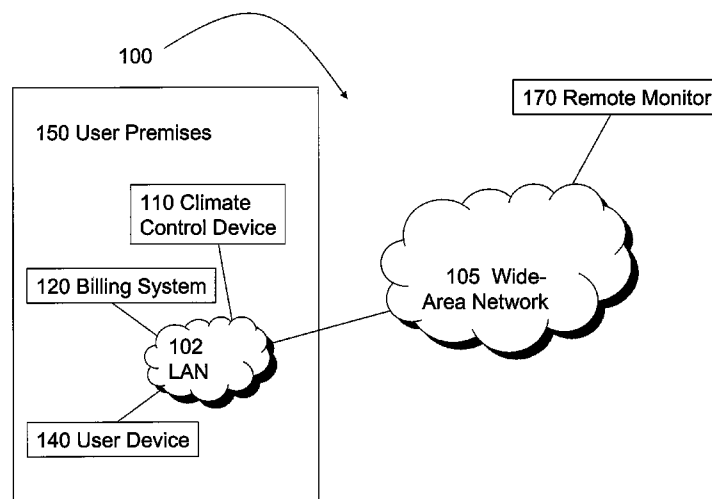 100
170 Remote Monitor
150 User Premises
110 Climate
Control Device
120 Billing System
105 Wide-
Area Network
102
LAN
140 User Device